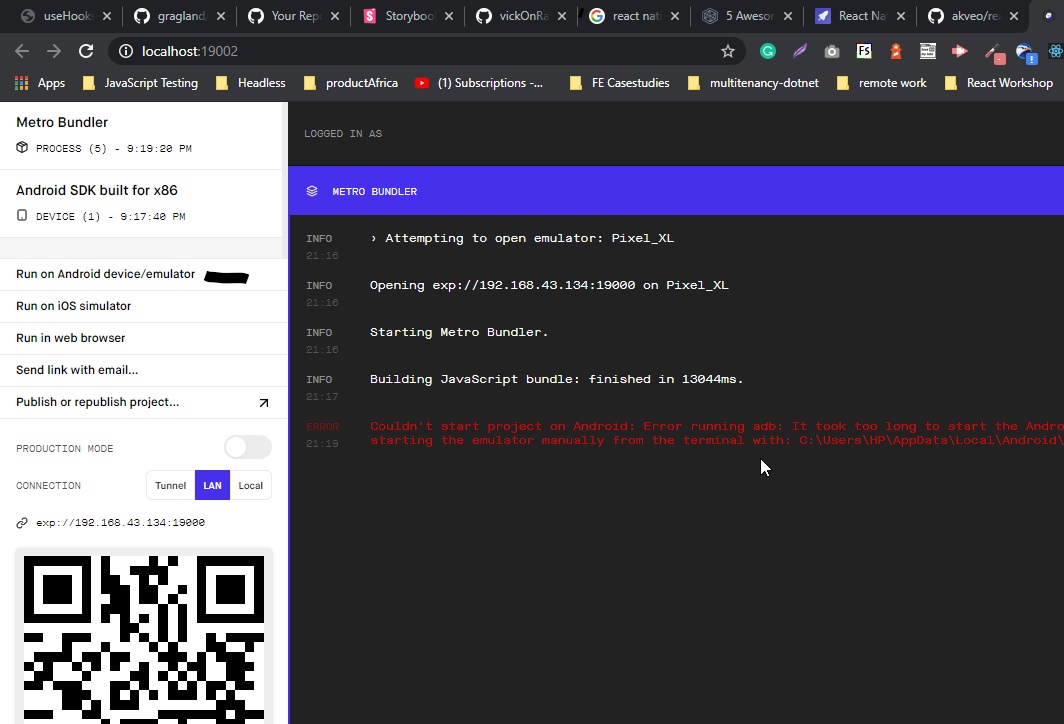 useHooks
gragland/
Your Rep
Storyboo
vickOnRa
react nati
5 Awesor
React Na
akveo/re
localhost:19002
Apps
JavaScript Testing
Headless
productAfrica
(1) Subscriptions -...
FE Casestudies
multitenancy-dotnet
remote work
React Workshop
Metro Bundler
PROCESS (5) - 9:19:20 PM
Android SDK built for x86
DEVICE (1) - 9:17:40 PM
Run on Android device/emulator
Run on iOS simulator
Run in web browser
Send link with email...
Publish or republish project...
PRODUCTION MODE
CONNECTION
Tunnel
LAN
Local
exp://192.168.43.134:19000
LOGGED IN AS
METRO BUNDLER
INFO
› Attempting to open emulator: Pixel_XL
21:16
INFO
Opening exp://192.168.43.134:19000 on Pixel_XL
21:16
INFO
Starting Metro Bundler.
21:16
INFO
Building JavaScript bundle: finished in 13044ms.
21:17
ERROR
Couldn't start project on Android: Error running adb: It took too long to start the Andro
21:19
starting the emulator manually from the terminal with: C:\Users\HP\AppData\Local\Android\